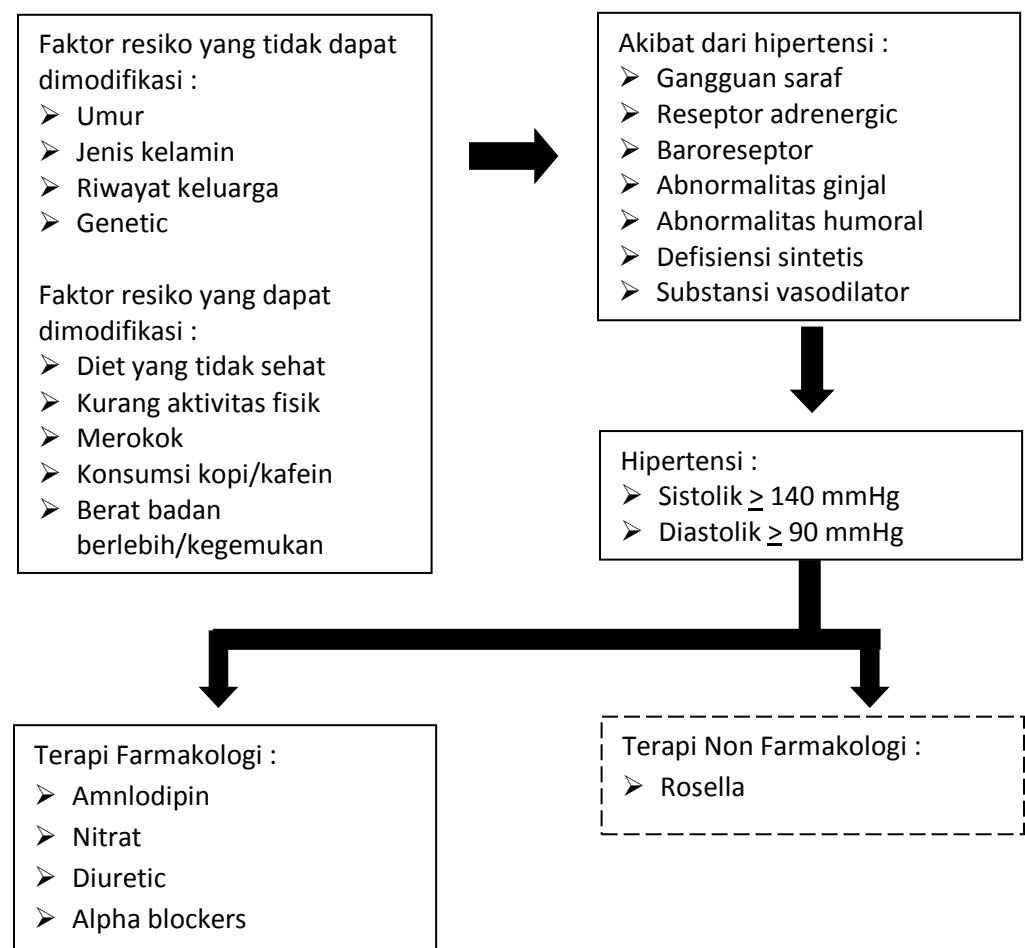 Faktor resiko yang tidak dapat
dimodifikasi :
➢ Umur
➢ Jenis kelamin
➢ Riwayat keluarga
➢ Genetic
Faktor resiko yang dapat
dimodifikasi :
➢ Diet yang tidak sehat
➢ Kurang aktivitas fisik
➢ Merokok
➢ Konsumsi kopi/kafein
➢ Berat badan
berlebih/kegemukan
Akibat dari hipertensi :
➢ Gangguan saraf
➢ Reseptor adrenergic
➢ Baroreseptor
➢ Abnormalitas ginjal
➢ Abnormalitas humoral
➢ Defisiensi sintetis
➢ Substansi vasodilator
Hipertensi :
➢ Sistolik ≥ 140 mmHg
➢ Diastolik ≥ 90 mmHg
Terapi Farmakologi :
➢ Amnlodipin
➢ Nitrat
➢ Diuretic
➢ Alpha blockers
Terapi Non Farmakologi :
➢ Rosella